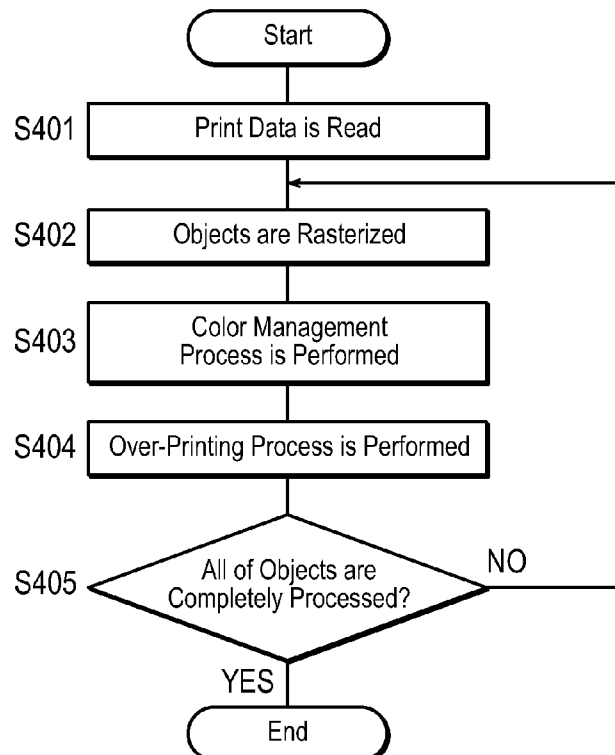 Start
S401
Print Data is Read
S402
Objects are Rasterized
S403
Color Management
Process is Performed
S404
Over-Printing Process is Performed
S405
All of Objects are
Completely Processed?
NO
YES
End